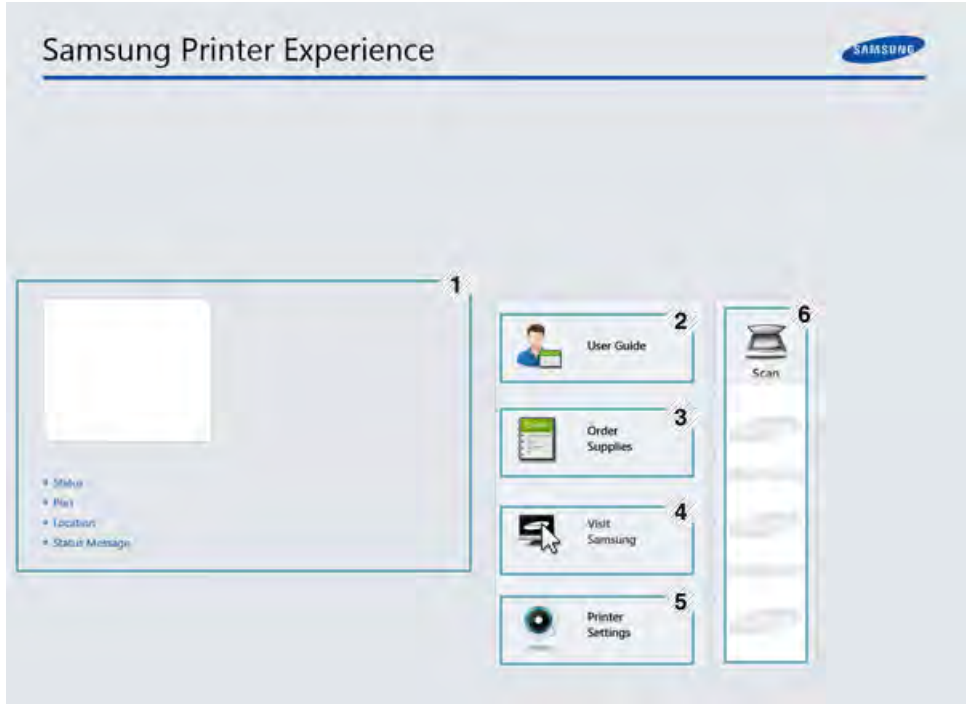 Samsung Printer Experience
SAMSUNG
1
Status
Port
Location
Status Message
2
User Guide
3
Order
Supplies
4
Visit
Samsung
5
Printer
Settings
6
Scan